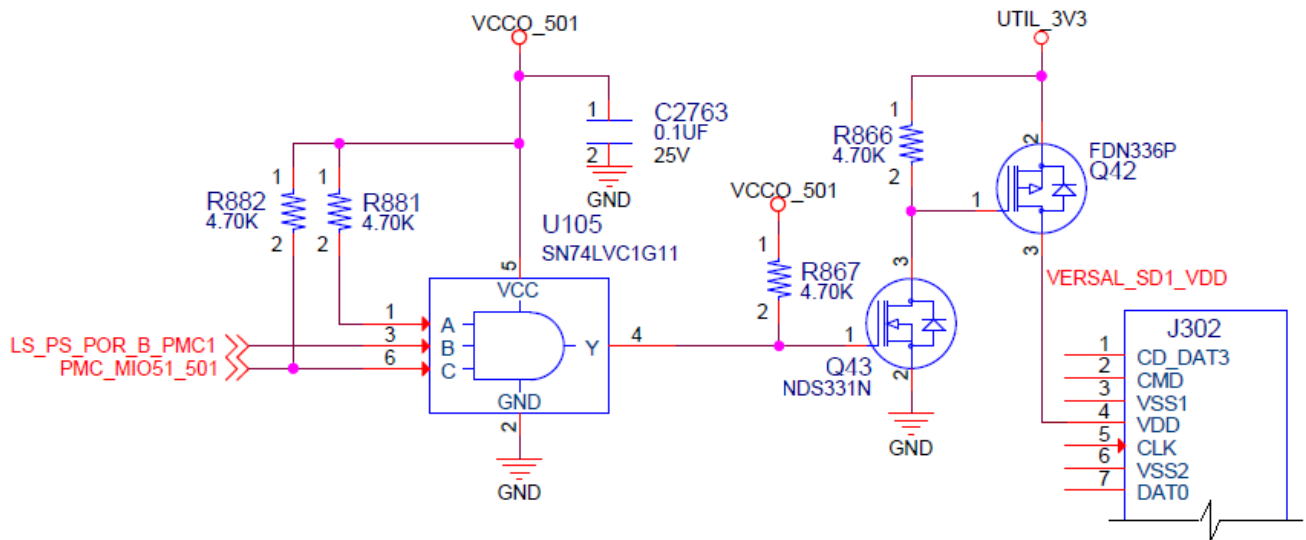 VCCO_501
UTIL_3V3
1
C2763
0.1UF
25V
2
GND
1
R866
4.70K
2
2
FDN336P
Q42
1
3
1
R882
4.70K
2
1
R881
4.70K
2
VCCO_501
1
R867
4.70K
2
U105
SN74LVC1G11
5
VCC
3
VERSAL_SD1_VDD
LS_PS_POR_B_PMC1
PMC_MIO51_501
1
A
3
B
6
C
Y
4
GND
2
GND
1
Q43
NDS331N
2
GND
J302
1
CD_DAT3
2
CMD
3
VSS1
4
VDD
5
CLK
6
VSS2
7
DAT0